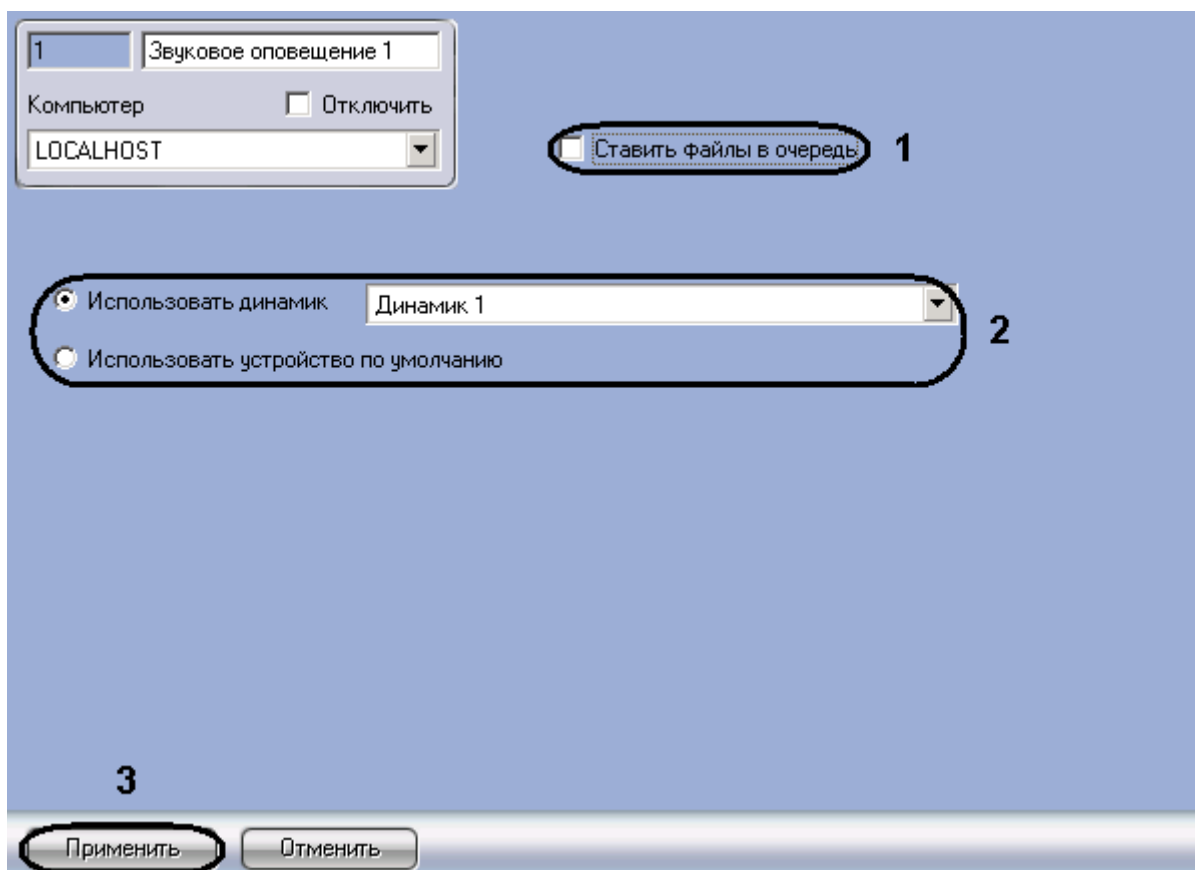 1
Звуковое оповещение 1
Компьютер
Отключить
LOCALHOST
Ставить файлы в очередь
1
Использовать динамик
Динамик 1
Использовать устройство по умолчанию
2
3
Применить
Отменить